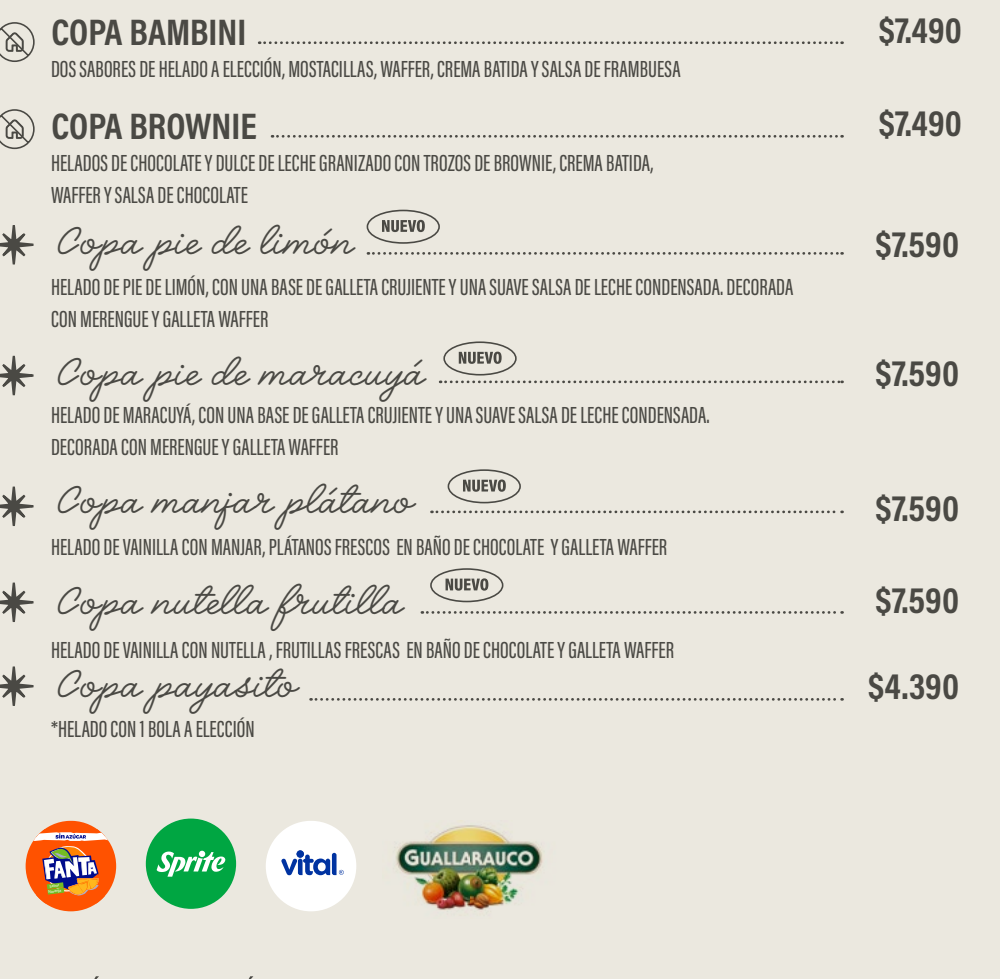 COPA BAMBINI $7.490
DOS SABORES DE HELADO A ELECCIÓN, MOSTACILLAS, WAFFER, CREMA BATIDA Y SALSA DE FRAMBUESA
COPA BROWNIE $7.490
HELADOS DE CHOCOLATE Y DULCE DE LECHE GRANIZADO CON TROZOS DE BROWNIE, CREMA BATIDA,
WAFFER Y SALSA DE CHOCOLATE
Copa pie de limón NUEVO $7.590
HELADO DE PIE DE LIMÓN, CON UNA BASE DE GALLETA CRUJIENTE Y UNA SUAVE SALSA DE LECHE CONDENSADA. DECORADA
CON MERENGUE Y GALLETA WAFFER
Copa pie de maracuyá NUEVO $7.590
HELADO DE MARACUYÁ, CON UNA BASE DE GALLETA CRUJIENTE Y UNA SUAVE SALSA DE LECHE CONDENSADA.
DECORADA CON MERENGUE Y GALLETA WAFFER
Copa manjar plátano NUEVO $7.590
HELADO DE VAINILLA CON MANJAR, PLÁTANOS FRESCOS EN BAÑO DE CHOCOLATE Y GALLETA WAFFER
Copa nutella frutilla NUEVO $7.590
HELADO DE VAINILLA CON NUTELLA , FRUTILLAS FRESCAS EN BAÑO DE CHOCOLATE Y GALLETA WAFFER
Copa payasito $4.390
*HELADO CON 1 BOLA A ELECCIÓN
SIN AZÚCAR
FANTA
Sprite
vital
GUALLARAUCO